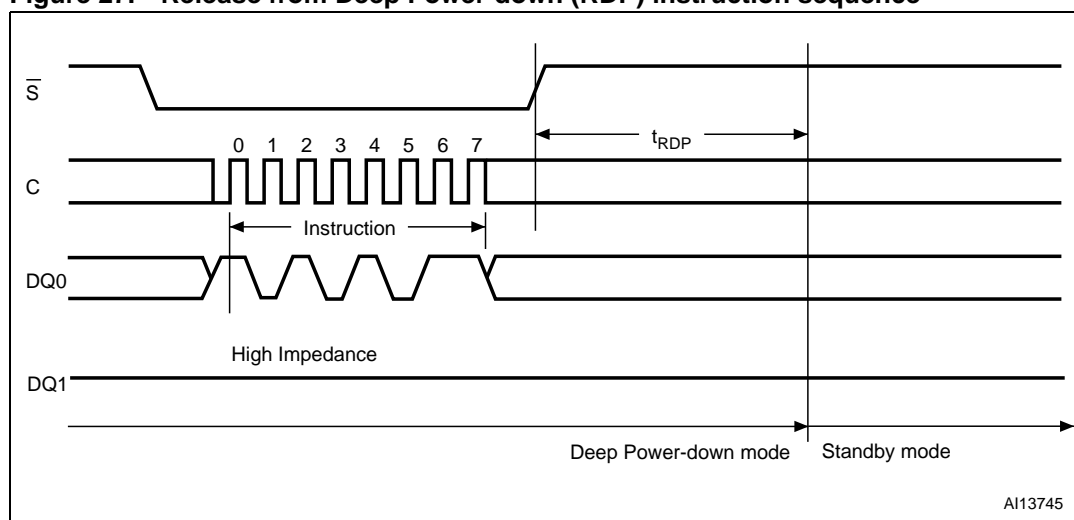 Figure 27. Release from Deep Power-down (RDP) instruction sequence
S
tRDP
0 1 2 3 4 5 6 7
C
Instruction
DQ0
High Impedance
DQ1
Deep Power-down mode Standby mode
AI13745